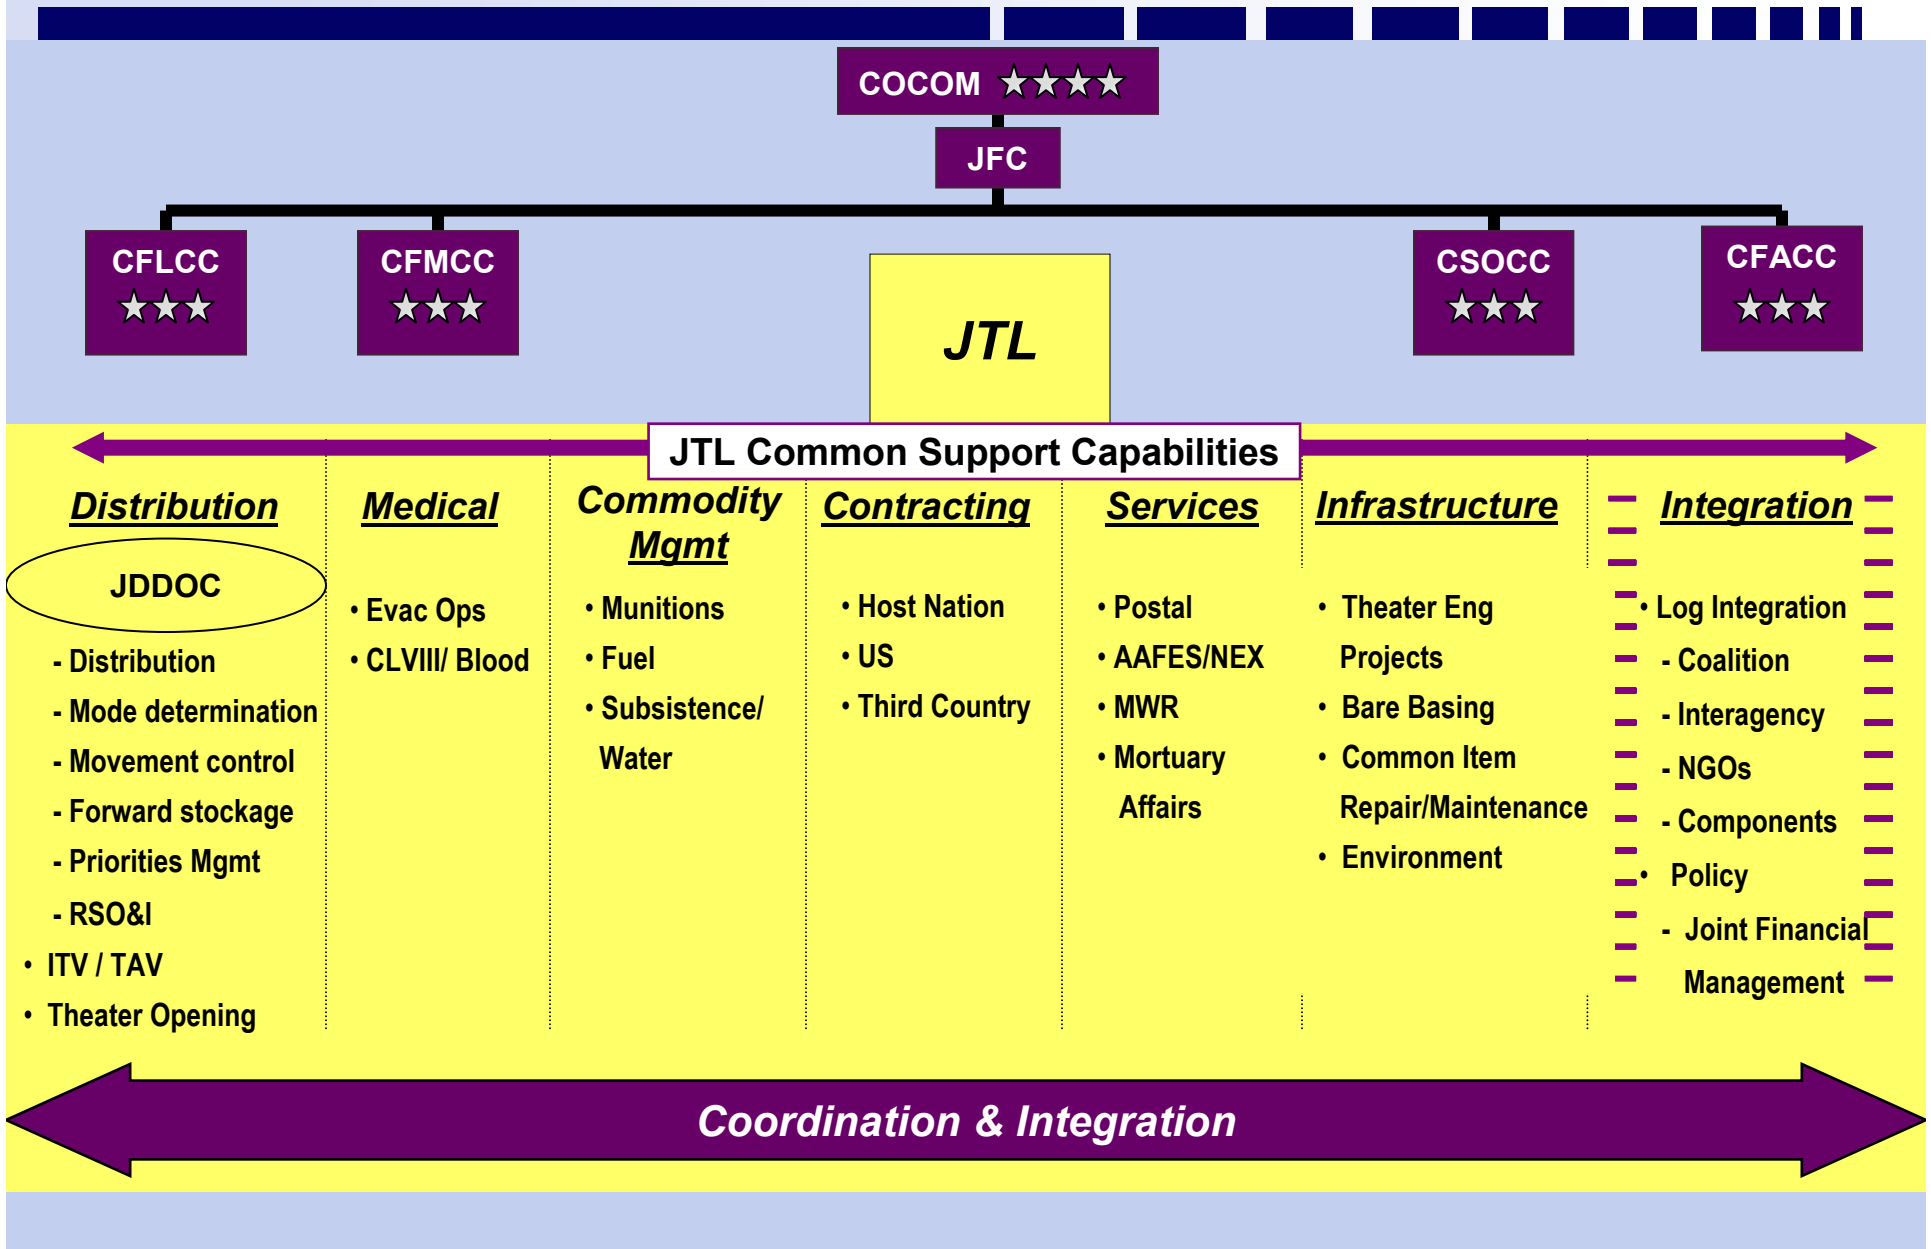 COCOM
JFC
CFLCC
CFMCC
CSOCC
CFACC
JTL
JTL Common Support Capabilities
Distribution
JDDOC
- Distribution
- Mode determination
- Movement control
- Forward stockage
- Priorities Mgmt
- RSO&I
• ITV / TAV
• Theater Opening
Medical
• Evac Ops
• CLVIII/ Blood
Commodity
Mgmt
• Munitions
• Fuel
• Subsistence/
Water
Contracting
• Host Nation
• US
• Third Country
Services
• Postal
• AAFES/NEX
• MWR
• Mortuary
Affairs
Infrastructure
• Theater Eng
Projects
• Bare Basing
• Common Item
Repair/Maintenance
• Environment
Integration
• Log Integration
- Coalition
- Interagency
- NGOs
- Components
• Policy
- Joint Financial
Management
Coordination & Integration